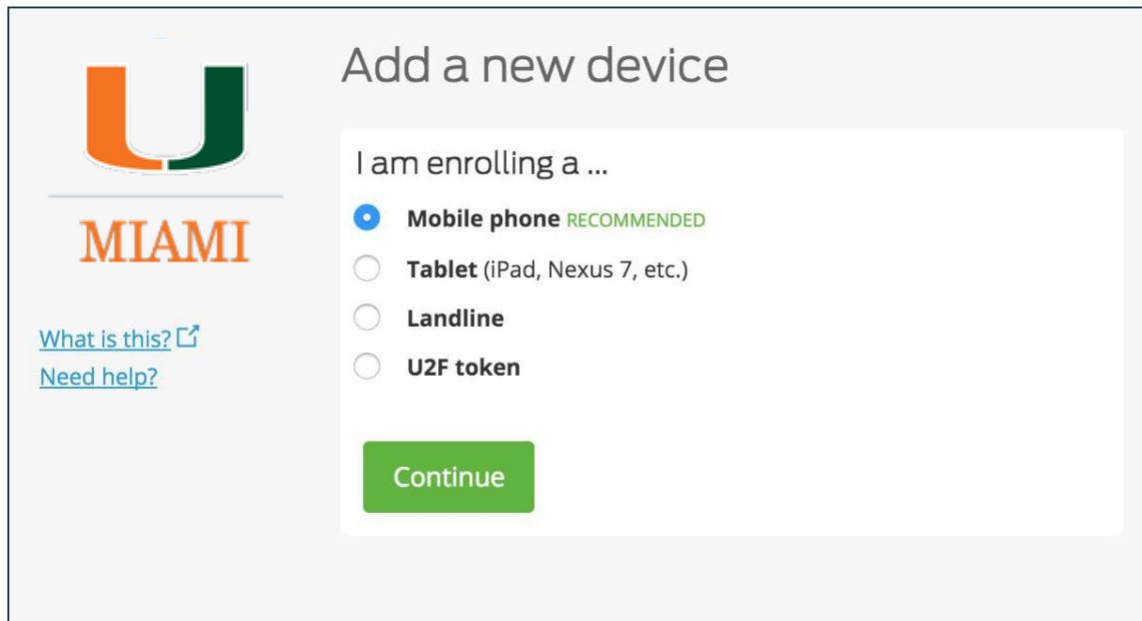 U
MIAMI
What is this?
Need help?
Add a new device
I am enrolling a ...
Mobile phone RECOMMENDED
Tablet (iPad, Nexus 7, etc.)
Landline
U2F token
Continue